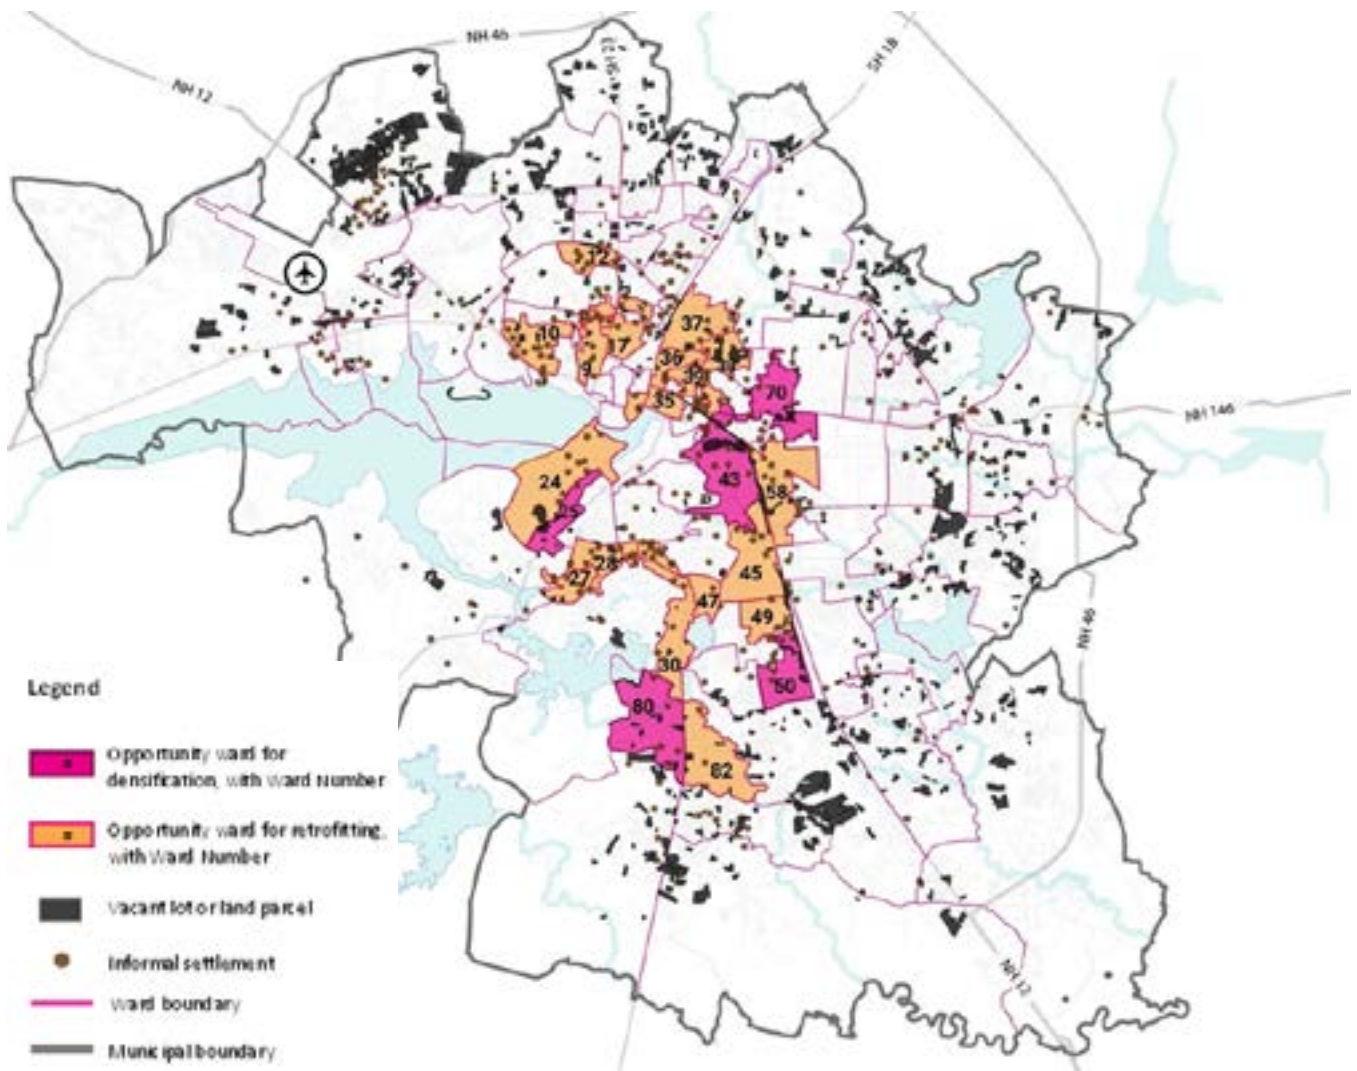 NH 46
NH 12
SH 18
12
37
10
17
9
36
39
35
70
NH 146
24
43
58
25
28
27
45
47
49
NH 46
30
50
80
82
NH 12
Legend
Opportunity ward for
densification, with Ward Number
Opportunity ward for retrofitting,
with Ward Number
Vacant lot or land parcel
Informal settlement
Ward boundary
Municipal boundary